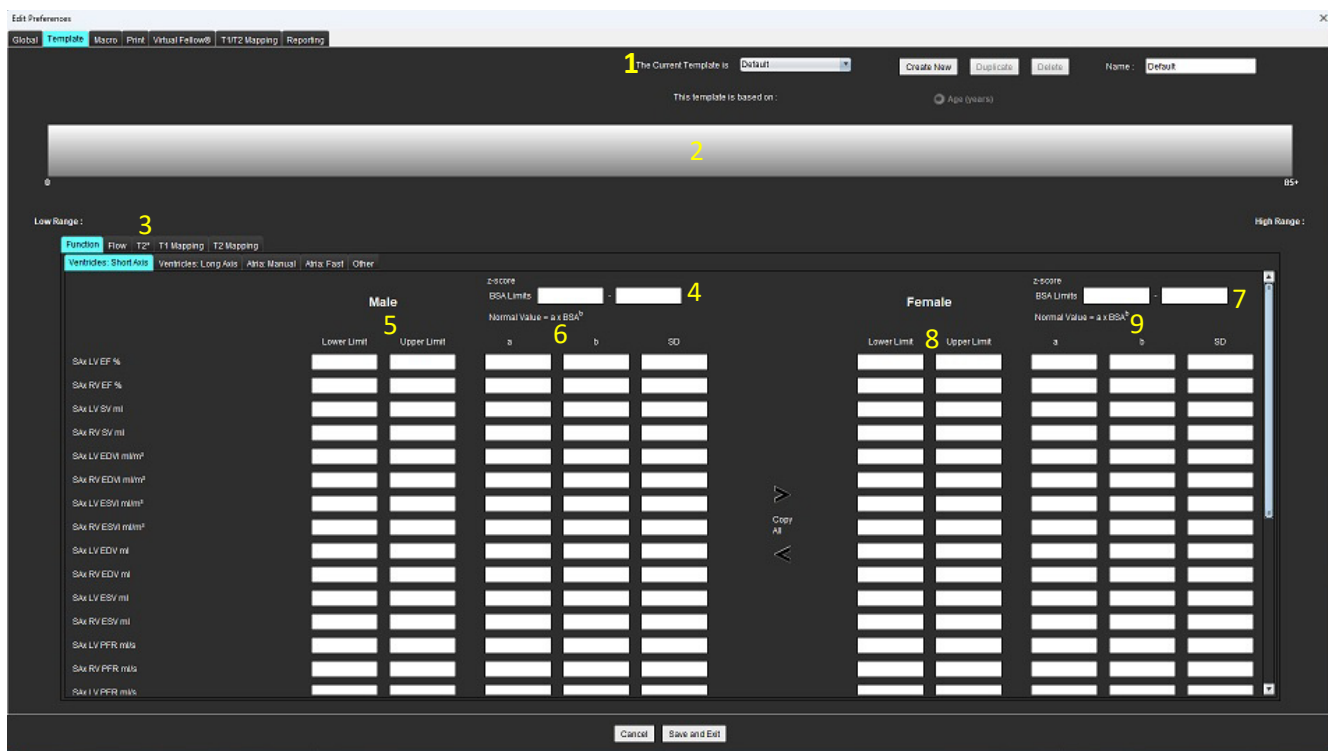 Edit Preferences X
Global Template Macro Print Virtual Fellow® T1/T2 Mapping Reporting
1 The Current Template is Default Create New Duplicate Delete Name : Default
This template is based on : Age (years)
2
0 85+
Low Range : High Range :
3
Function Flow T2* T1 Mapping T2 Mapping
Ventricles: Short Axis Ventricles: Long Axis Atria: Manual Atria: Fast Other
z-score z-score
Male BSA Limits - 4 Female BSA Limits - 7
5 Normal Value = a x BSAᵇ Normal Value = a x BSAᵇ 9
Lower Limit Upper Limit a 6 b SD Lower Limit 8 Upper Limit a b SD
SAx LV EF %
SAx RV EF %
SAx LV SV ml
SAx RV SV ml
SAx LV EDVI ml/m²
SAx RV EDVI ml/m²
SAx LV ESVI ml/m²
>
SAx RV ESVI ml/m² Copy
All
SAx LV EDV ml <
SAx RV EDV ml
SAx LV ESV ml
SAx RV ESV ml
SAx LV PFR ml/s
SAx RV PFR ml/s
SAx LV PER ml/s
Cancel Save and Exit